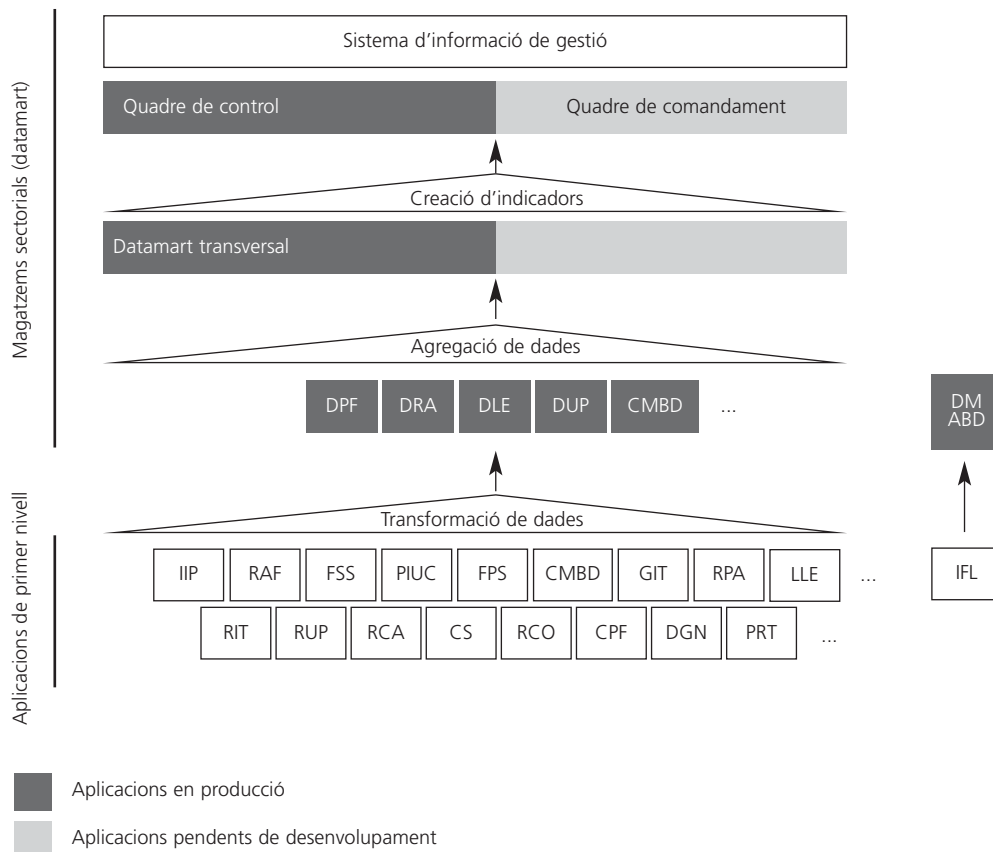 Magatzems sectorials (datamart)
Sistema d’informació de gestió
Quadre de control
Quadre de comandament
Creació d’indicadors
Datamart transversal
Agregació de dades
DPF
DRA
DLE
DUP
CMBD
...
DM
ABD
Aplicacions de primer nivell
Transformació de dades
IIP
RAF
FSS
PIUC
FPS
CMBD
GIT
RPA
LLE
...
IFL
RIT
RUP
RCA
CS
RCO
CPF
DGN
PRT
...
Aplicacions en producció
Aplicacions pendents de desenvolupament